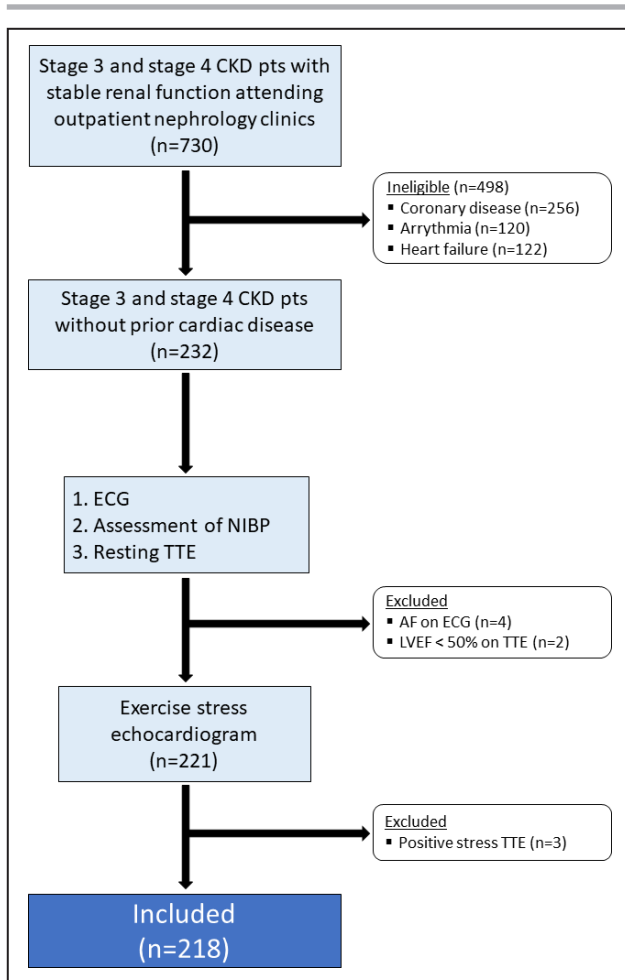 Stage 3 and stage 4 CKD pts with
stable renal function attending
outpatient nephrology clinics
(n=730)
Ineligible (n=498)
▪ Coronary disease (n=256)
▪ Arrythmia (n=120)
▪ Heart failure (n=122)
Stage 3 and stage 4 CKD pts
without prior cardiac disease
(n=232)
1. ECG
2. Assessment of NIBP
3. Resting TTE
Excluded
▪ AF on ECG (n=4)
▪ LVEF < 50% on TTE (n=2)
Exercise stress
echocardiogram
(n=221)
Excluded
▪ Positive stress TTE (n=3)
Included
(n=218)